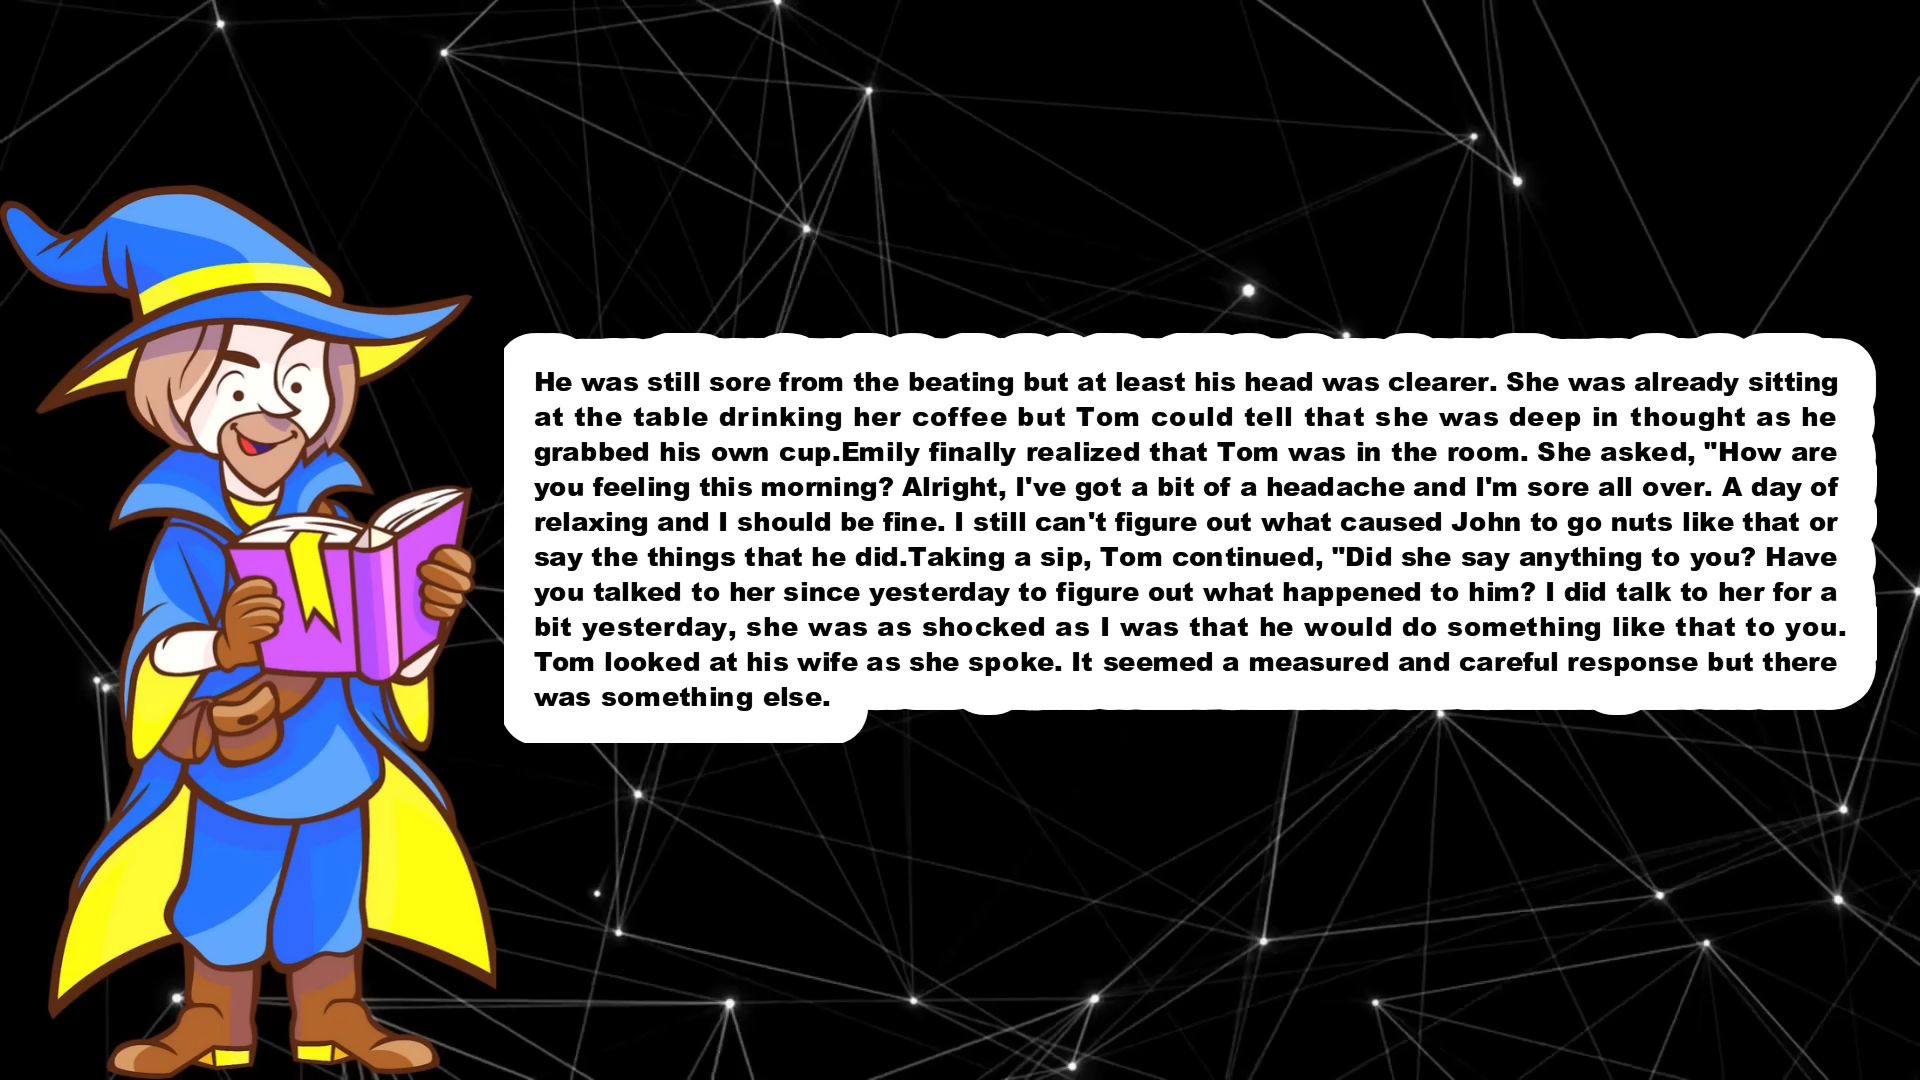 He was still sore from the beating but at least his head was clearer. She was already sitting
at the table drinking her coffee but Tom could tell that she was deep in thought as he
grabbed his own cup.Emily finally realized that Tom was in the room. She asked, "How are
you feeling this morning? Alright, I've got a bit of a headache and I'm sore all over. A day of
relaxing and I should be fine. I still can't figure out what caused John to go nuts like that or
say the things that he did.Taking a sip, Tom continued, "Did she say anything to you? Have
you talked to her since yesterday to figure out what happened to him? I did talk to her for a
bit yesterday, she was as shocked as I was that he would do something like that to you.
Tom looked at his wife as she spoke. It seemed a measured and careful response but there
was something else.